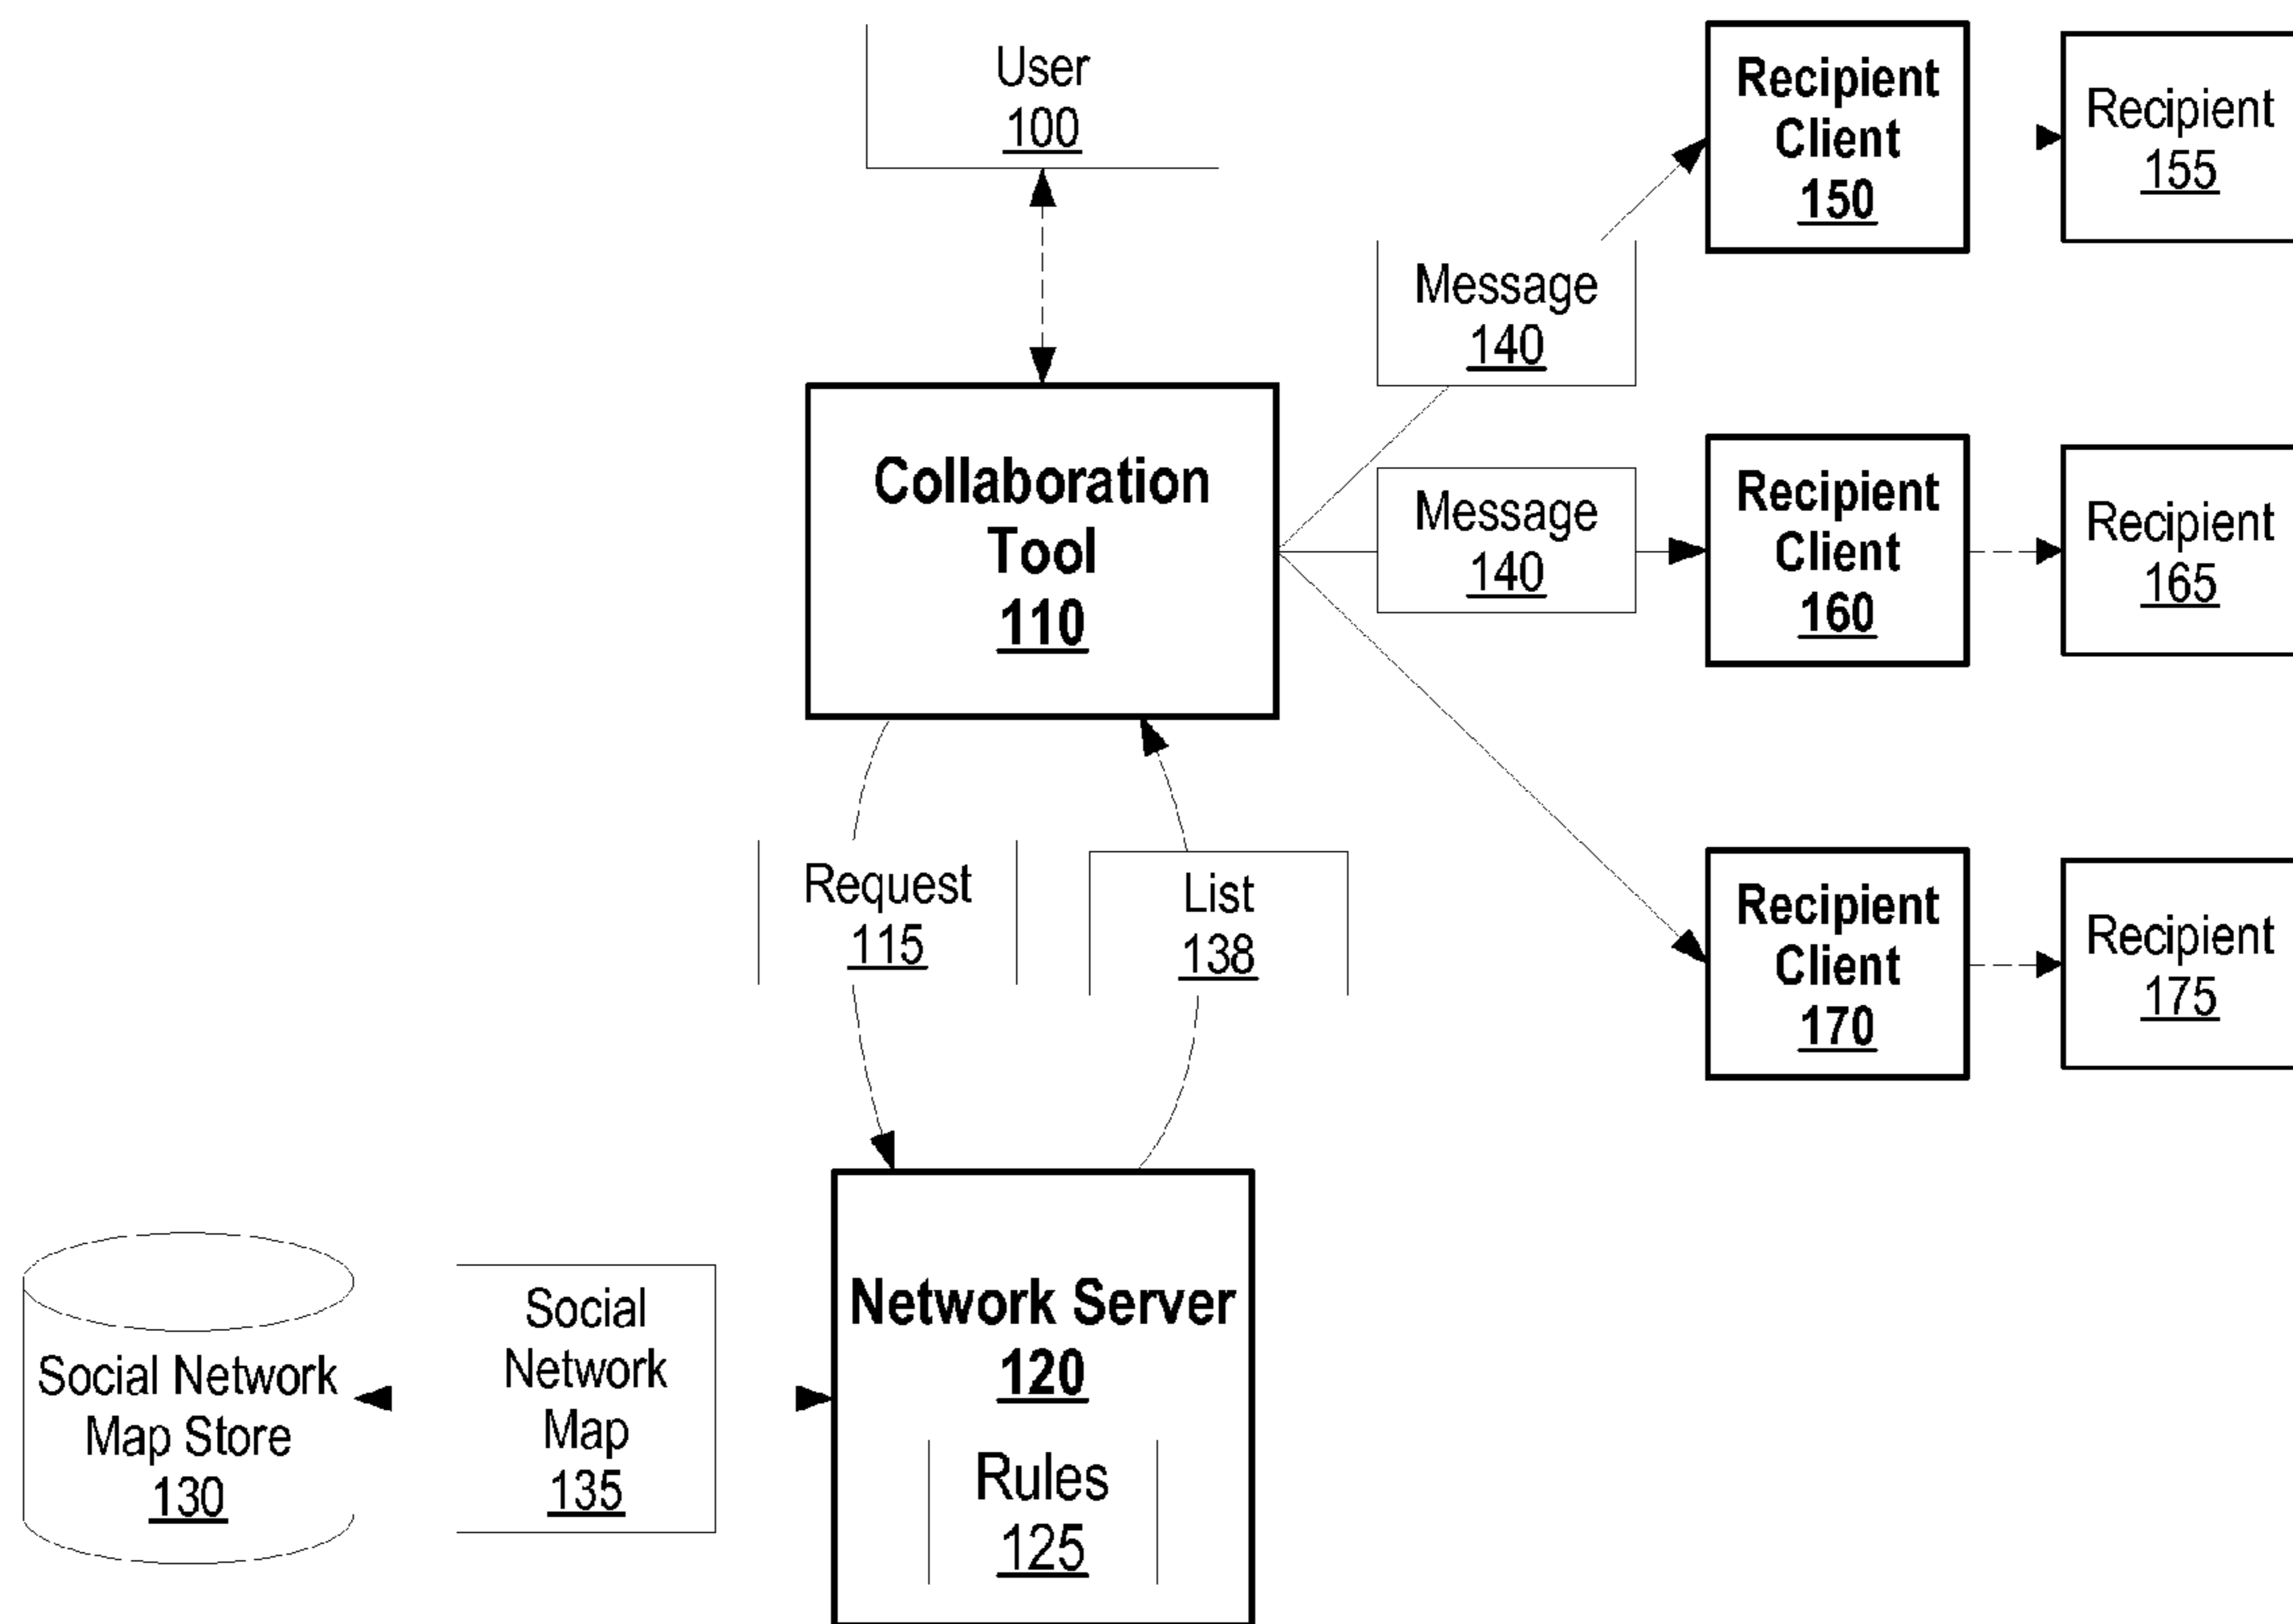 User
100
Recipient
Client
150
Recipient
155
Message
140
Collaboration
Tool
110
Message
140
Recipient
Client
160
Recipient
165
Request
115
List
138
Recipient
Client
170
Recipient
175
Social Network
Map Store
130
Social
Network
Map
135
Network Server
120
Rules
125